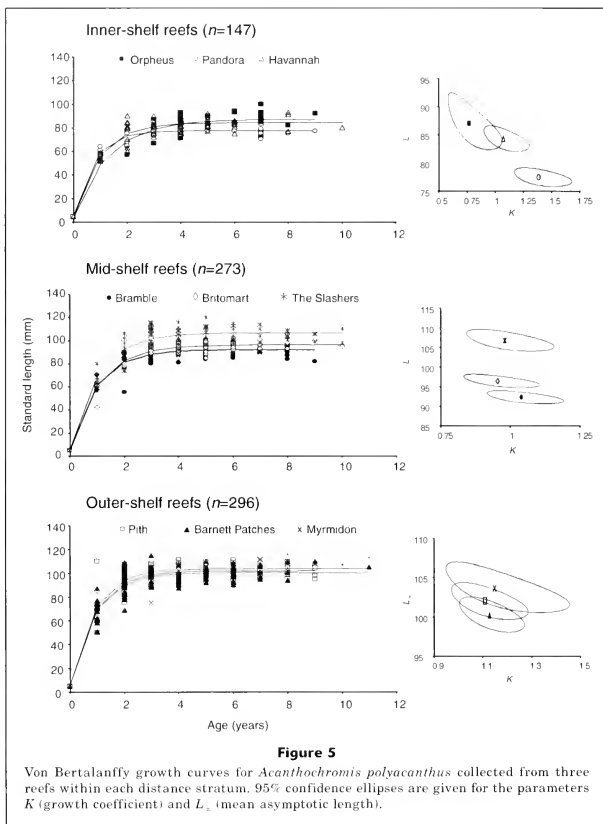 Inner-shelf reefs (n=147)
■ Orpheus ○ Pandora △ Havannah
140
120
100
80
60
40
20
0
0 2 4 6 8 10 12
95
90
85
80
75
L
0.5 0.75 1 1.25 1.5 1.75
K
Mid-shelf reefs (n=273)
● Bramble ◇ Britomart ✳ The Slashers
140
120
100
80
60
40
20
0
0 2 4 6 8 10 12
Standard length (mm)
115
110
105
100
95
90
85
L
0.75 1 1.25
K
Outer-shelf reefs (n=296)
□ Pith ▲ Barnett Patches × Myrmidon
140
120
100
80
60
40
20
0
0 2 4 6 8 10 12
Age (years)
110
105
100
95
L∞
0.9 1.1 1.3 1.5
K
Figure 5
Von Bertalanffy growth curves for Acanthochromis polyacanthus collected from three
reefs within each distance stratum. 95% confidence ellipses are given for the parameters
K (growth coefficient) and L∞ (mean asymptotic length).